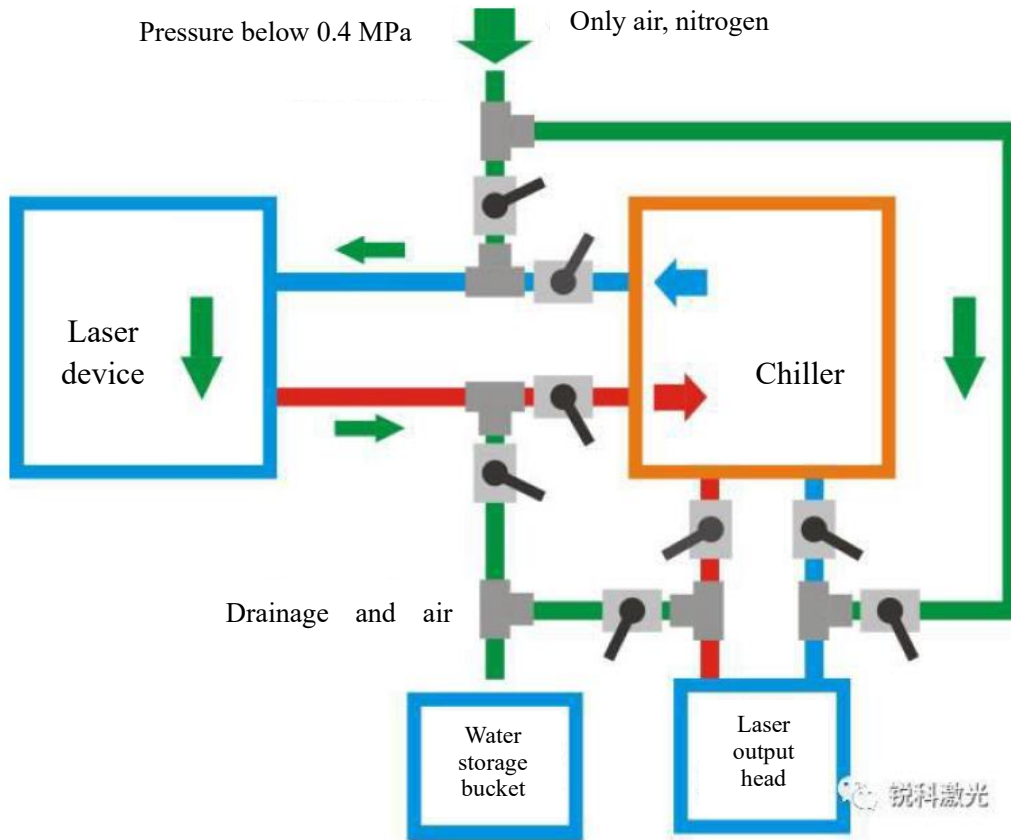 Pressure below 0.4 MPa
Only air, nitrogen
Laser
device
Chiller
Drainage and air
Water
storage
bucket
Laser
output
head
锐科激光